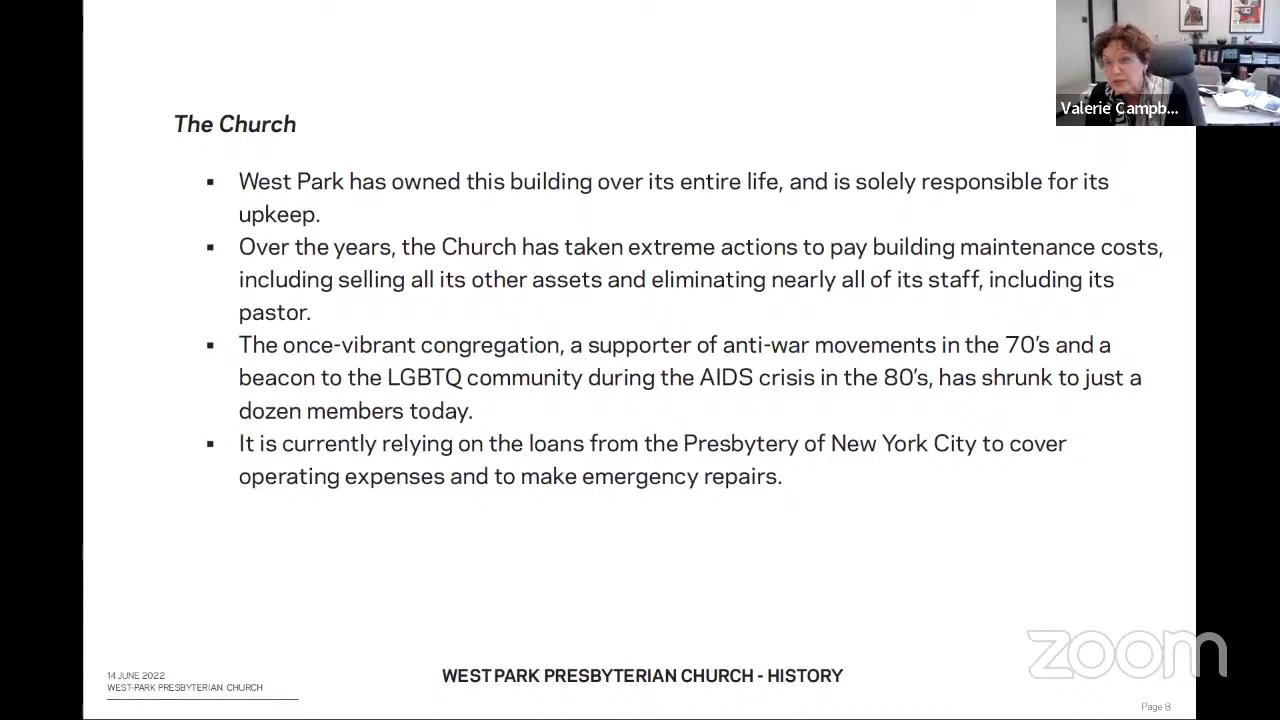 Valerie Campb...
The Church
▪ West Park has owned this building over its entire life, and is solely responsible for its
upkeep.
▪ Over the years, the Church has taken extreme actions to pay building maintenance costs,
including selling all its other assets and eliminating nearly all of its staff, including its
pastor.
▪ The once-vibrant congregation, a supporter of anti-war movements in the 70's and a
beacon to the LGBTQ community during the AIDS crisis in the 80's, has shrunk to just a
dozen members today.
▪ It is currently relying on the loans from the Presbytery of New York City to cover
operating expenses and to make emergency repairs.
zoom
14 JUNE 2022
WEST-PARK PRESBYTERIAN CHURCH
WEST PARK PRESBYTERIAN CHURCH - HISTORY
Page 8